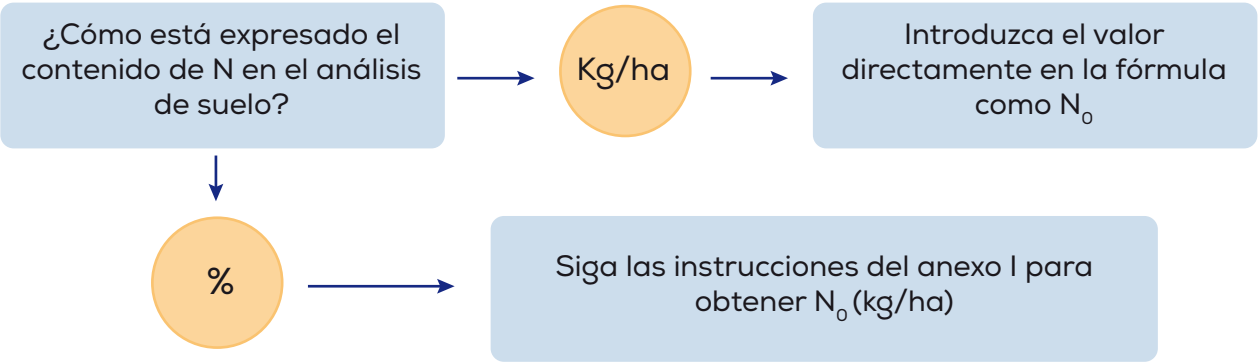 ¿Cómo está expresado el
contenido de N en el análisis
de suelo?
Kg/ha
Introduzca el valor
directamente en la fórmula
como N₀
%
Siga las instrucciones del anexo I para
obtener N₀ (kg/ha)